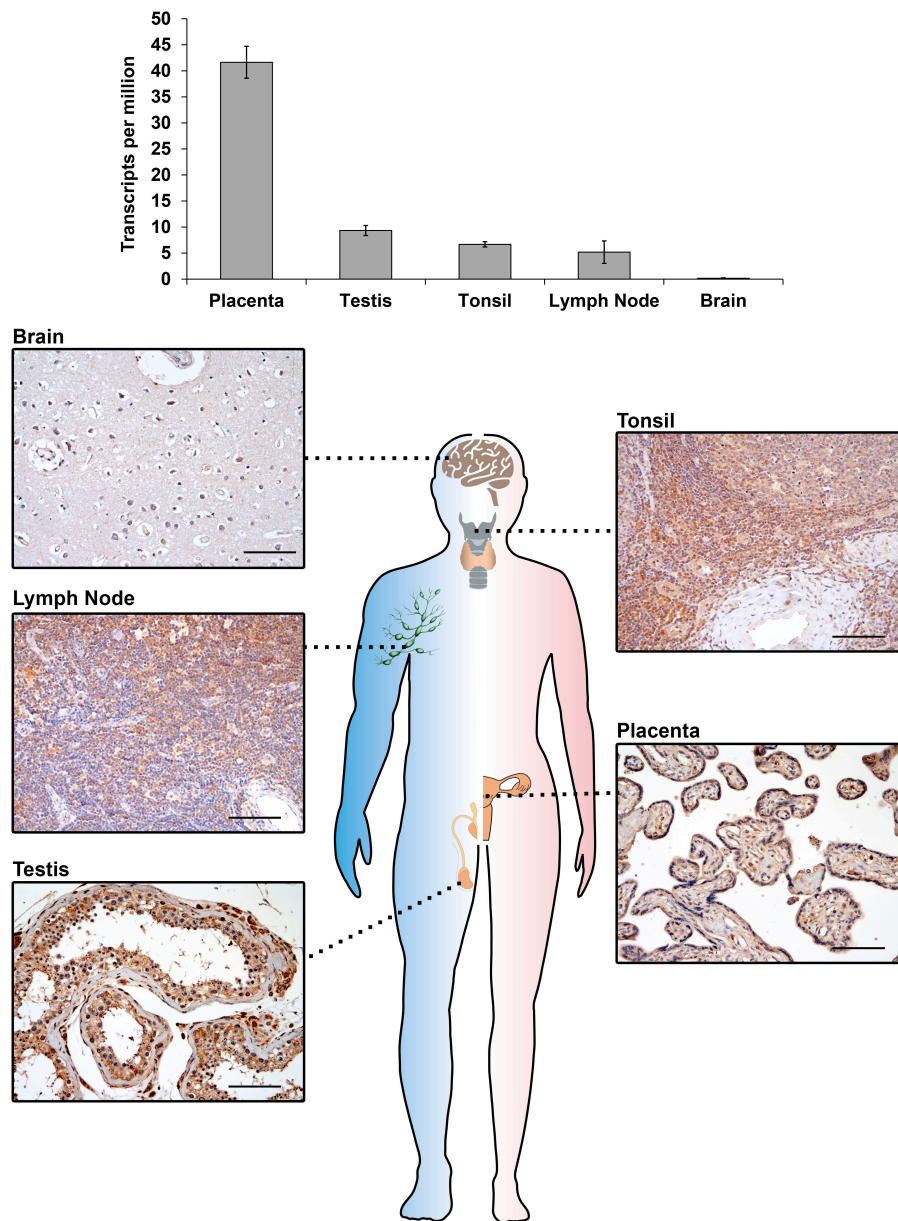 Transcripts per million
50
45
40
35
30
25
20
15
10
5
0
Placenta Testis Tonsil Lymph Node Brain
Brain
Tonsil
Lymph Node
Placenta
Testis